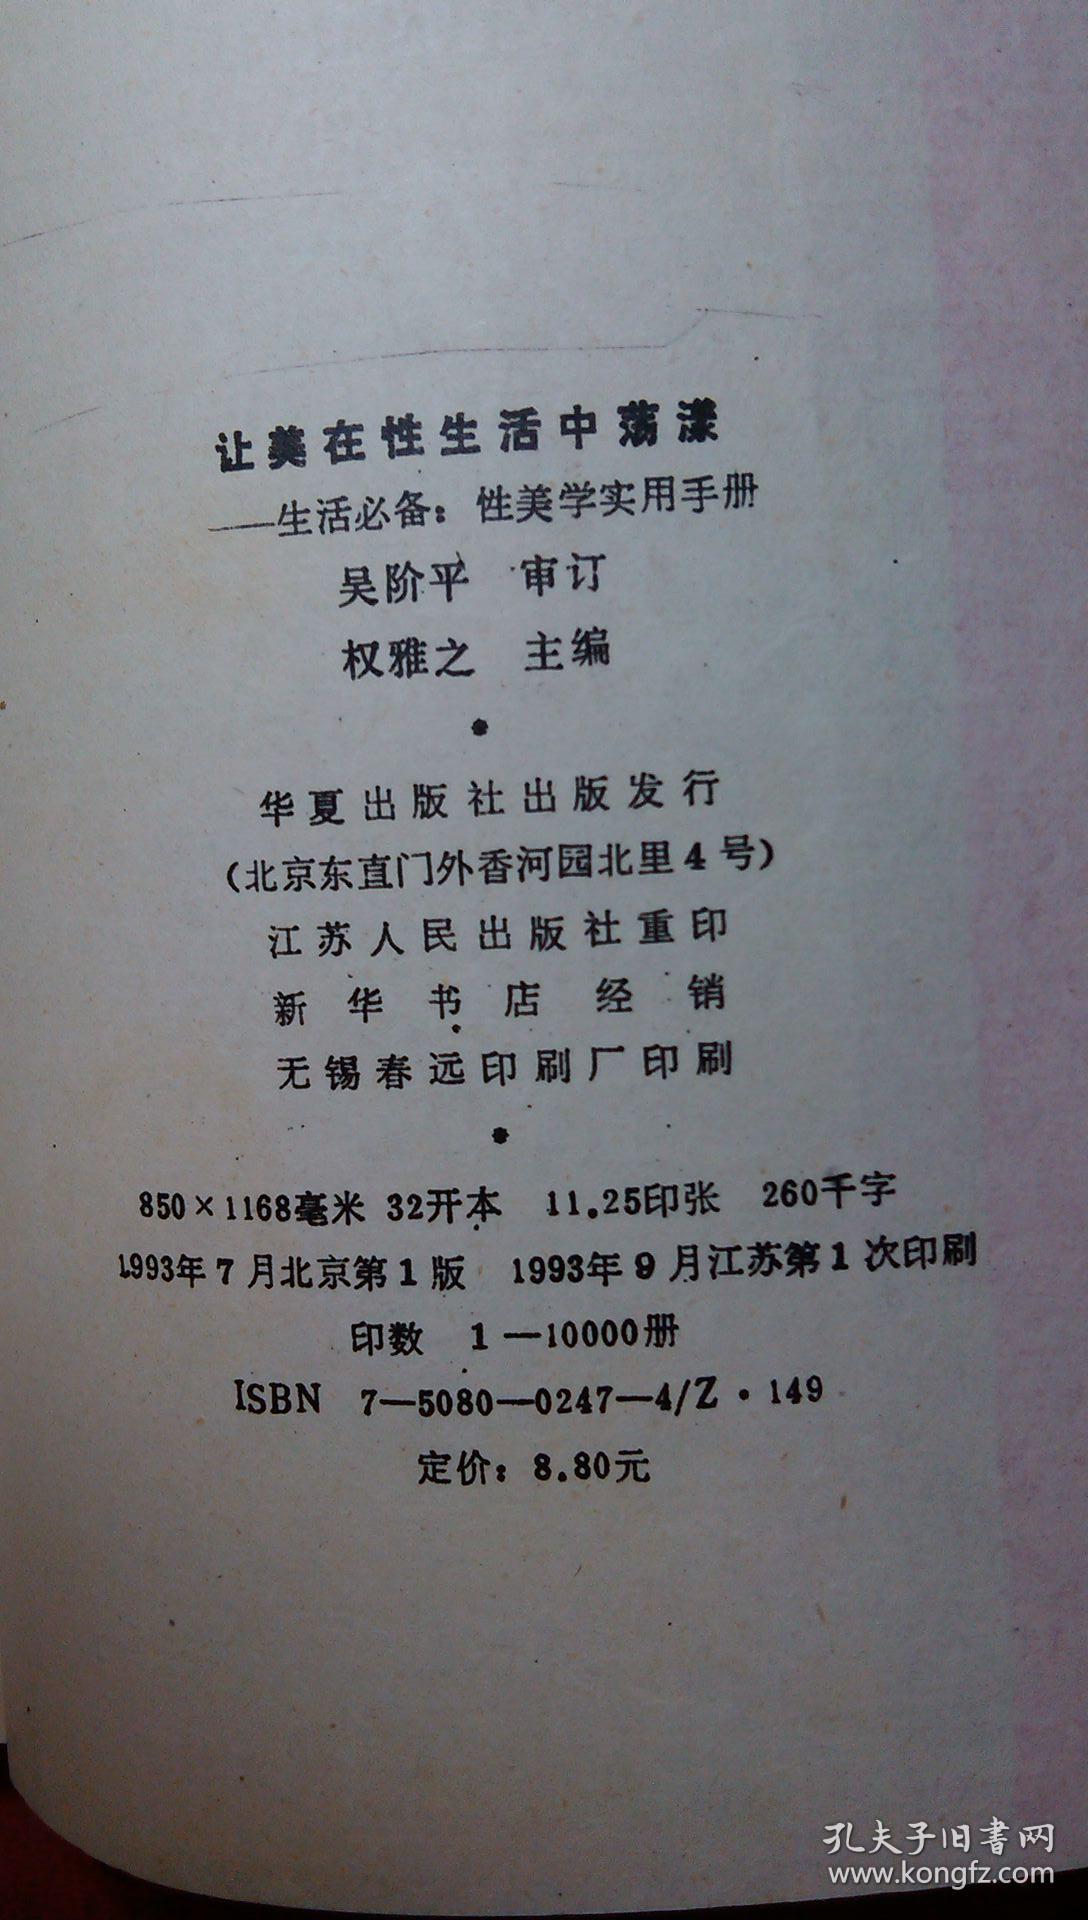 让美在性生活中荡漾
——生活必备：性美学实用手册
吴阶平 审订
权雅之 主编
华夏出版社出版发行
(北京东直门外香河园北里4号)
江苏人民出版社重印
新华书店经销
无锡春远印刷厂印刷
850×1168毫米 32开本 11.25印张 260千字
1993年7月北京第1版 1993年9月江苏第1次印刷
印数 1—10000册
ISBN 7—5080—0247—4/Z·149
定价：8.80元
孔夫子旧書网
www.kongfz.com